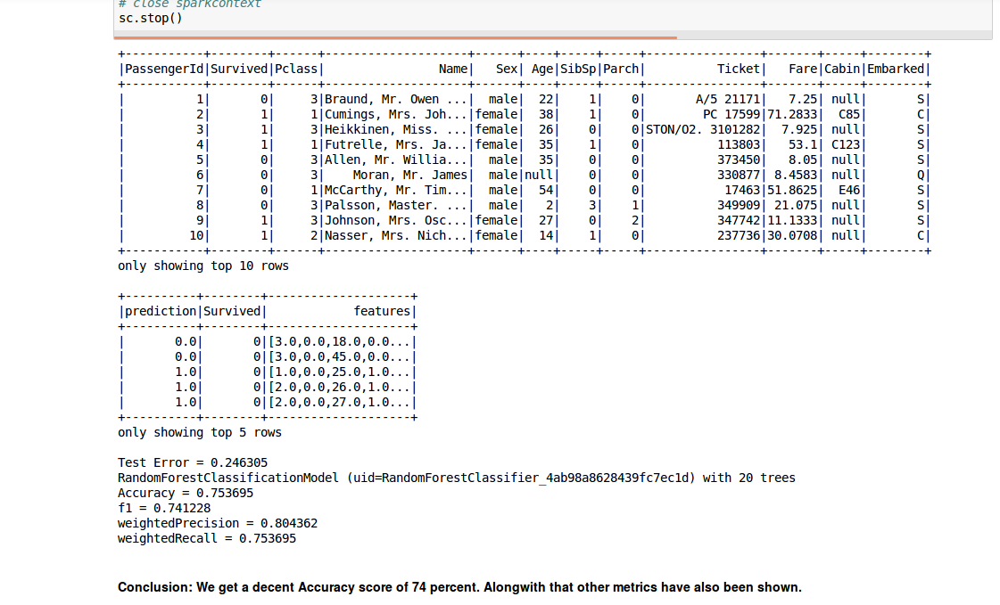 # close sparkcontext
sc.stop()
+-----------+--------+------+--------------------+------+----+-----+-----+----------------+-------+-----+--------+
|PassengerId|Survived|Pclass|                Name|   Sex| Age|SibSp|Parch|          Ticket|   Fare|Cabin|Embarked|
+-----------+--------+------+--------------------+------+----+-----+-----+----------------+-------+-----+--------+
|          1|       0|     3|Braund, Mr. Owen ...|  male|  22|    1|    0|       A/5 21171|   7.25| null|       S|
|          2|       1|     1|Cumings, Mrs. Joh...|female|  38|    1|    0|        PC 17599|71.2833|  C85|       C|
|          3|       1|     3|Heikkinen, Miss. ...|female|  26|    0|    0|STON/O2. 3101282|  7.925| null|       S|
|          4|       1|     1|Futrelle, Mrs. Ja...|female|  35|    1|    0|          113803|   53.1| C123|       S|
|          5|       0|     3|Allen, Mr. Willia...|  male|  35|    0|    0|          373450|   8.05| null|       S|
|          6|       0|     3|    Moran, Mr. James|  male|null|    0|    0|          330877| 8.4583| null|       Q|
|          7|       0|     1|McCarthy, Mr. Tim...|  male|  54|    0|    0|           17463|51.8625|  E46|       S|
|          8|       0|     3|Palsson, Master. ...|  male|   2|    3|    1|          349909| 21.075| null|       S|
|          9|       1|     3|Johnson, Mrs. Osc...|female|  27|    0|    2|          347742|11.1333| null|       S|
|         10|       1|     2|Nasser, Mrs. Nich...|female|  14|    1|    0|          237736|30.0708| null|       C|
+-----------+--------+------+--------------------+------+----+-----+-----+----------------+-------+-----+--------+
only showing top 10 rows
+----------+--------+--------------------+
|prediction|Survived|            features|
+----------+--------+--------------------+
|       0.0|       0|[3.0,0.0,18.0,0.0...|
|       0.0|       0|[3.0,0.0,45.0,0.0...|
|       1.0|       0|[1.0,0.0,25.0,1.0...|
|       1.0|       0|[2.0,0.0,26.0,1.0...|
|       1.0|       0|[2.0,0.0,27.0,1.0...|
+----------+--------+--------------------+
only showing top 5 rows
Test Error = 0.246305
RandomForestClassificationModel (uid=RandomForestClassifier_4ab98a8628439fc7ec1d) with 20 trees
Accuracy = 0.753695
f1 = 0.741228
weightedPrecision = 0.804362
weightedRecall = 0.753695
Conclusion: We get a decent Accuracy score of 74 percent. Alongwith that other metrics have also been shown.